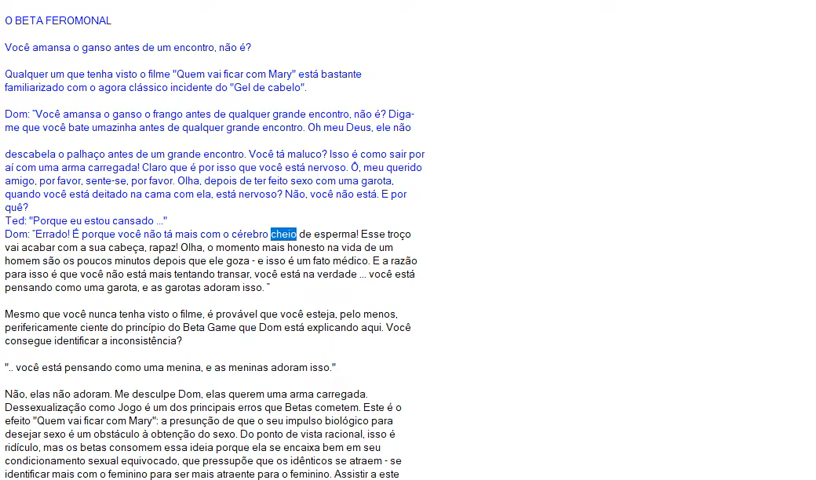 O BETA FEROMONAL
Você amansa o ganso antes de um encontro, não é?
Qualquer um que tenha visto o filme "Quem vai ficar com Mary" está bastante
familiarizado com o agora clássico incidente do "Gel de cabelo".
Dom: "Você amansa o ganso o frango antes de qualquer grande encontro, não é? Diga-
me que você bate umazinha antes de qualquer grande encontro. Oh meu Deus, ele não
descabela o palhaço antes de um grande encontro. Você tá maluco? Isso é como sair por
aí com uma arma carregada! Claro que é por isso que você está nervoso. Ô, meu querido
amigo, por favor, sente-se, por favor. Olha, depois de ter feito sexo com uma garota,
quando você está deitado na cama com ela, está nervoso? Não, você não está. E por
quê?
Ted: "Porque eu estou cansado ..."
Dom: "Errado! É porque você não tá mais com o cérebro cheio de esperma! Esse troço
vai acabar com a sua cabeça, rapaz! Olha, o momento mais honesto na vida de um
homem são os poucos minutos depois que ele goza - e isso é um fato médico. E a razão
para isso é que você não está mais tentando transar, você está na verdade ... você está
pensando como uma garota, e as garotas adoram isso. "
Mesmo que você nunca tenha visto o filme, é provável que você esteja, pelo menos,
perifericamente ciente do princípio do Beta Game que Dom está explicando aqui. Você
consegue identificar a inconsistência?
".. você está pensando como uma menina, e as meninas adoram isso."
Não, elas não adoram. Me desculpe Dom, elas querem uma arma carregada.
Dessexualização como Jogo é um dos principais erros que Betas cometem. Este é o
efeito "Quem vai ficar com Mary": a presunção de que o seu impulso biológico para
desejar sexo é um obstáculo à obtenção do sexo. Do ponto de vista racional, isso é
ridículo, mas os betas consomem essa ideia porque ela se encaixa bem em seu
condicionamento sexual equivocado, que pressupõe que os idênticos se atraem - se
identificar mais com o feminino para ser mais atraente para o feminino. Assistir a este